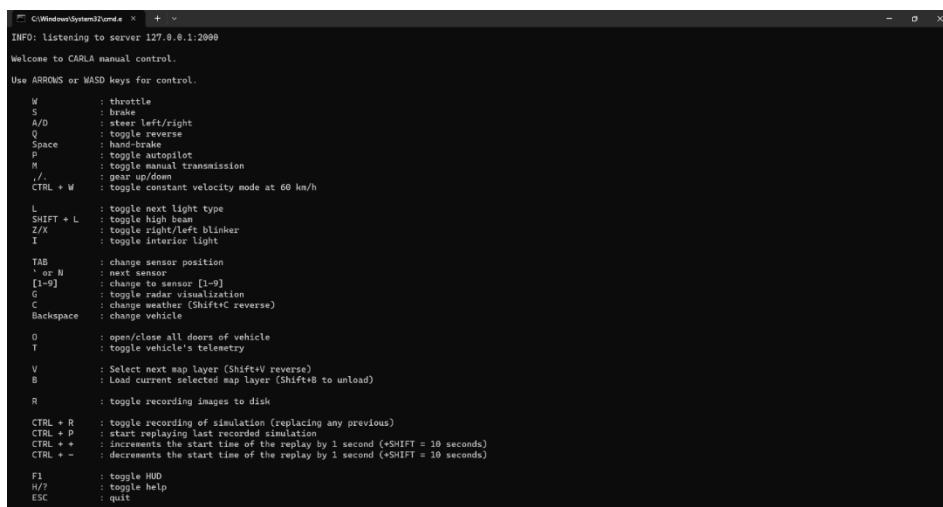 C:\Windows\System32\cmd.e
INFO: listening to server 127.0.0.1:2000
Welcome to CARLA manual control.
Use ARROWS or WASD keys for control.
W : throttle
S : brake
A/D : steer left/right
Q : toggle reverse
Space : hand-brake
P : toggle autopilot
M : toggle manual transmission
,/. : gear up/down
CTRL + W : toggle constant velocity mode at 60 km/h
L : toggle next light type
SHIFT + L : toggle high beam
Z/X : toggle right/left blinker
I : toggle interior light
TAB : change sensor position
` or N : next sensor
[1-9] : change to sensor [1-9]
G : toggle radar visualization
C : change weather (Shift+C reverse)
Backspace : change vehicle
O : open/close all doors of vehicle
T : toggle vehicle's telemetry
V : Select next map layer (Shift+V reverse)
B : Load current selected map layer (Shift+B to unload)
R : toggle recording images to disk
CTRL + R : toggle recording of simulation (replacing any previous)
CTRL + P : start replaying last recorded simulation
CTRL + + : increments the start time of the replay by 1 second (+SHIFT = 10 seconds)
CTRL + - : decrements the start time of the replay by 1 second (+SHIFT = 10 seconds)
F1 : toggle HUD
H/? : toggle help
ESC : quit